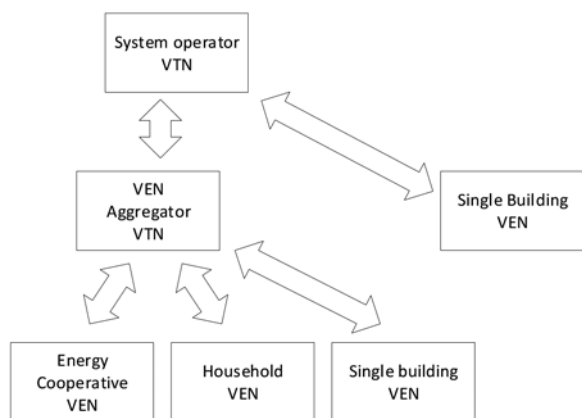 System operator
VTN
VEN
Aggregator
VTN
Single Building
VEN
Energy
Cooperative
VEN
Household
VEN
Single building
VEN